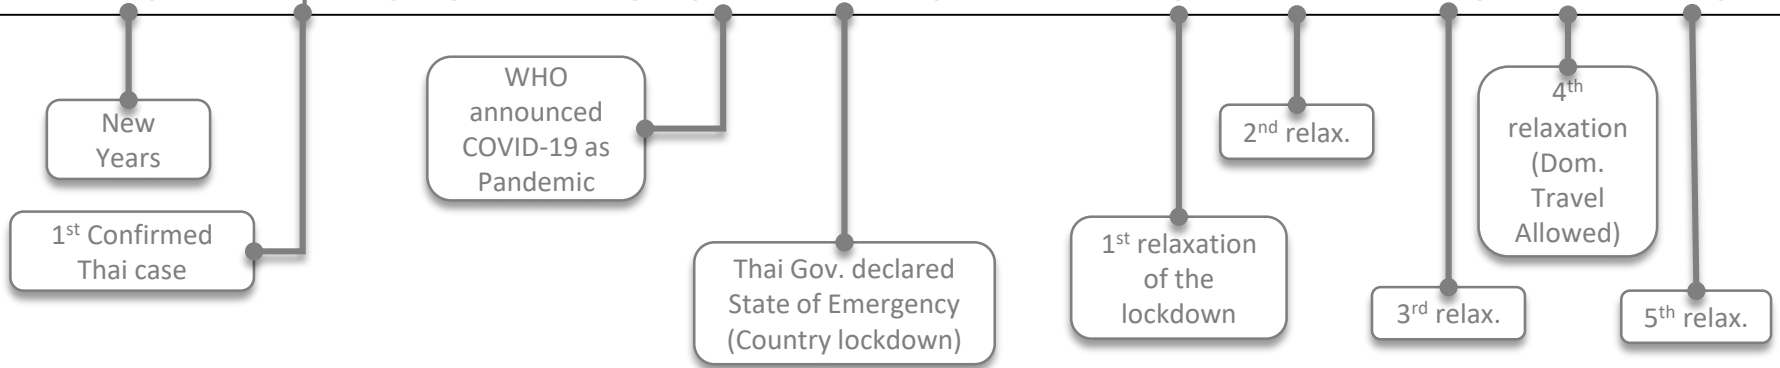 New
Years
1st Confirmed
Thai case
WHO
announced
COVID-19 as
Pandemic
Thai Gov. declared
State of Emergency
(Country lockdown)
1st relaxation
of the
lockdown
2nd relax.
3rd relax.
4th
relaxation
(Dom.
Travel
Allowed)
5th relax.